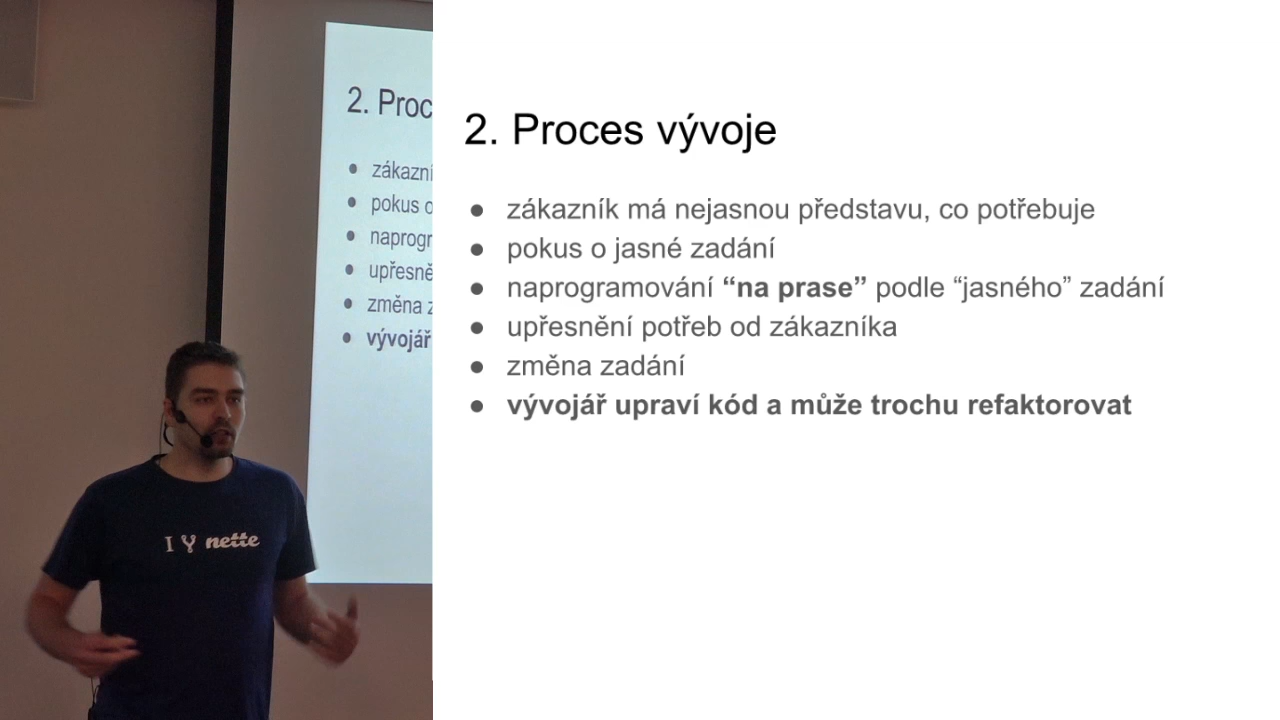 2. Proc
zákazní
pokus o
naprogr
upřesně
změna z
vývojář
I nette
2. Proces vývoje
● zákazník má nejasnou představu, co potřebuje
● pokus o jasné zadání
● naprogramování “na prase” podle “jasného” zadání
● upřesnění potřeb od zákazníka
● změna zadání
● vývojář upraví kód a může trochu refaktorovat